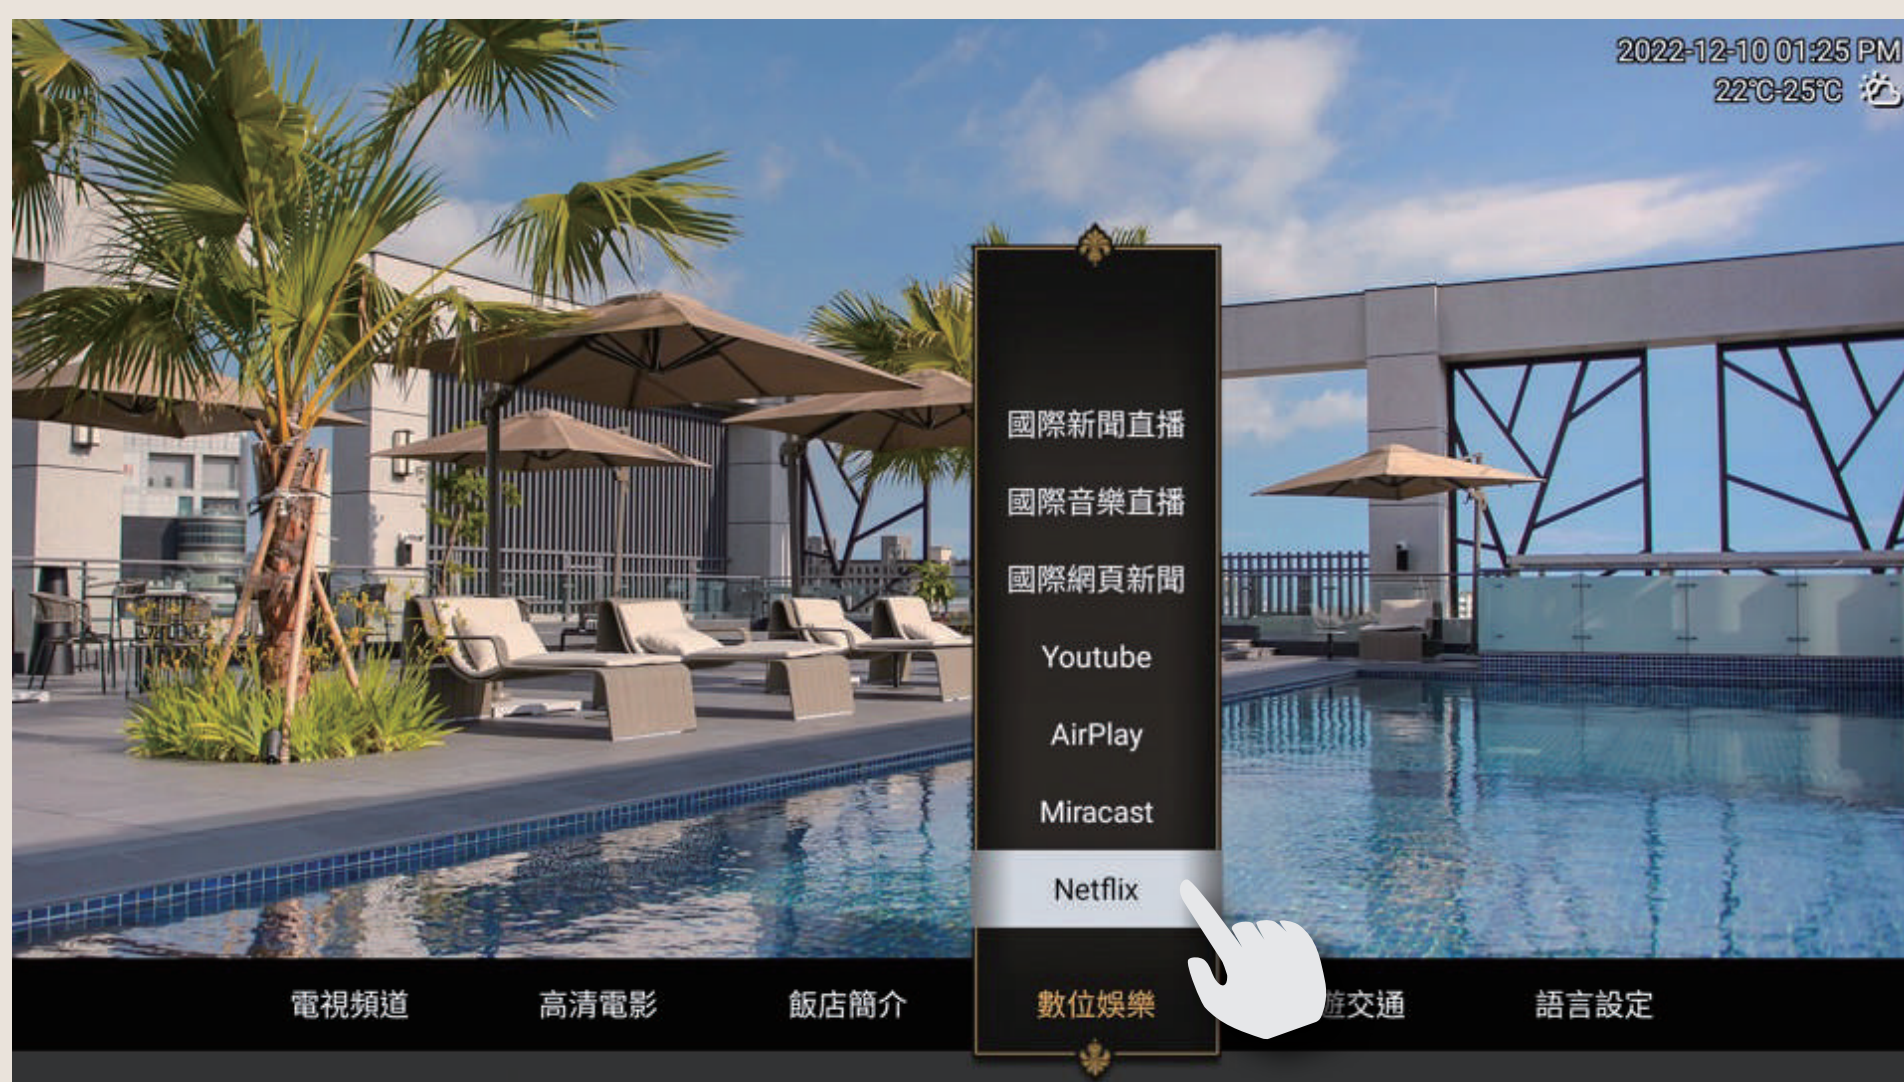 2022-12-10 01:25 PM
22°C-25°C
國際新聞直播
國際音樂直播
國際網頁新聞
Youtube
AirPlay
Miracast
Netflix
電視頻道 高清電影 飯店簡介 數位娛樂 遊交通 語言設定